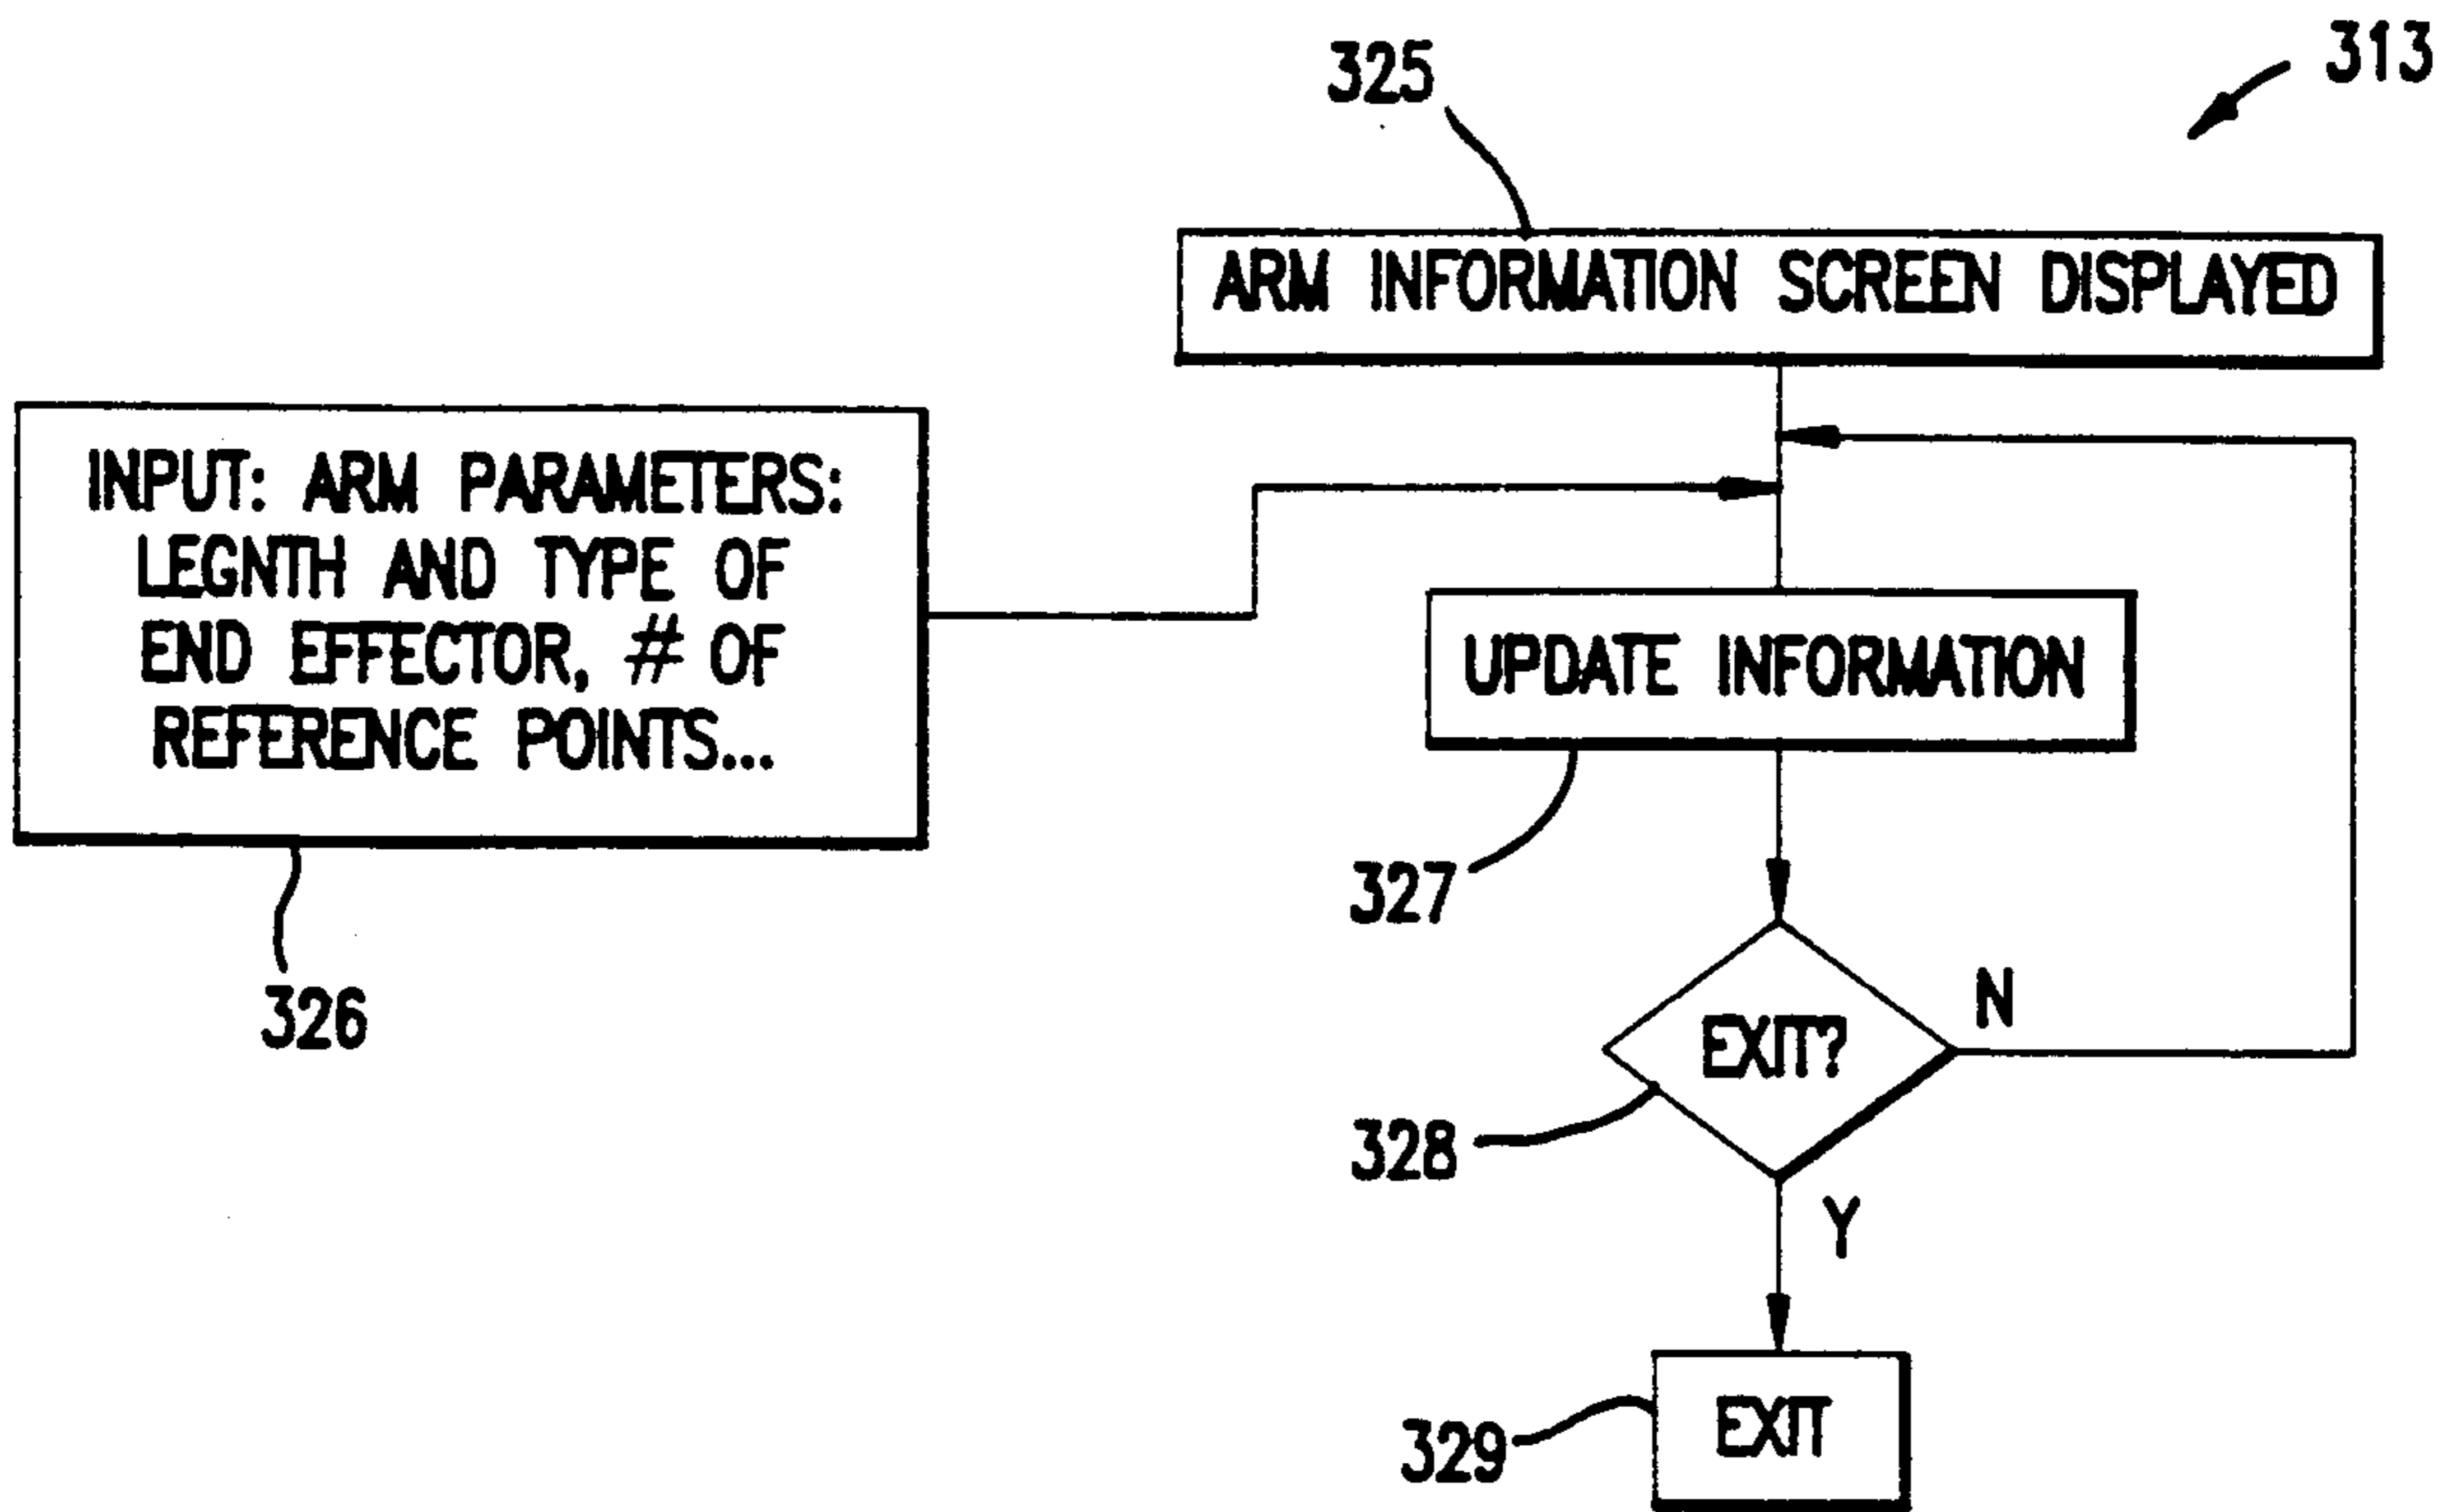 313
325
ARM INFORMATION SCREEN DISPLAYED
INPUT: ARM PARAMETERS:
LEGNTH AND TYPE OF
END EFFECTOR, # OF
REFERENCE POINTS...
326
UPDATE INFORMATION
327
EXIT?
N
328
Y
EXIT
329